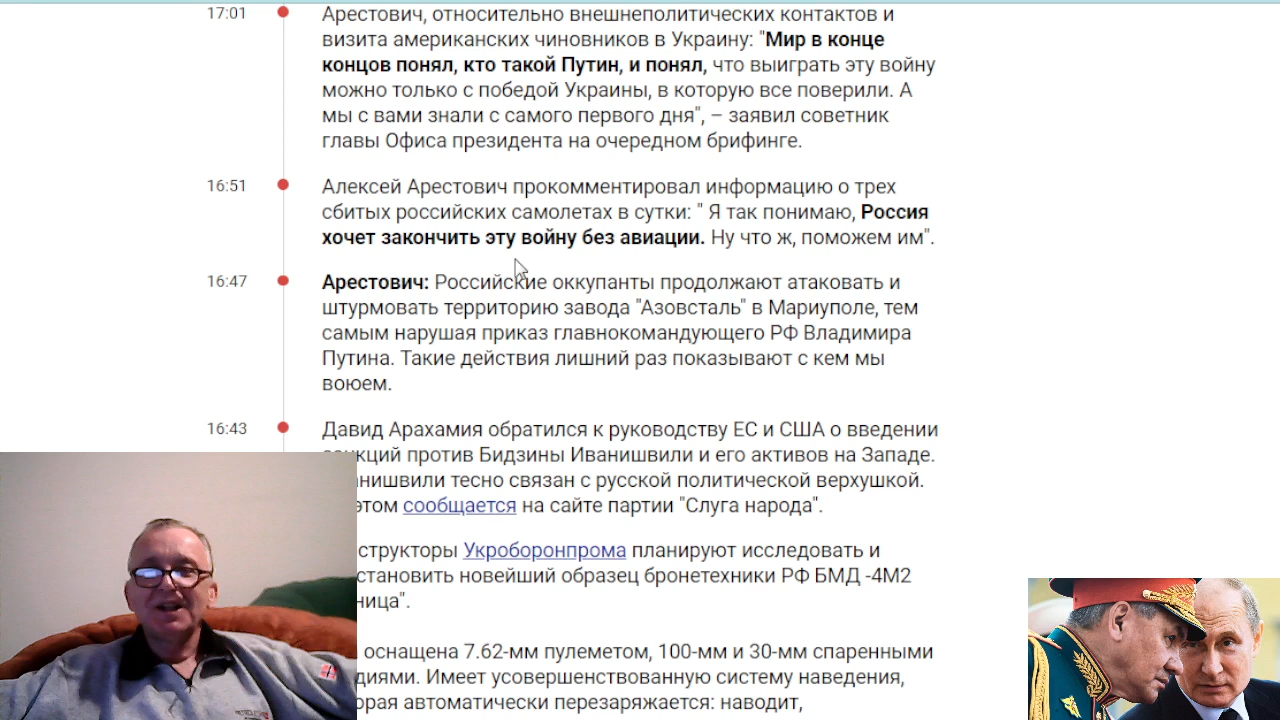 17:01
Арестович, относительно внешнеполитических контактов и
визита американских чиновников в Украину: "Мир в конце
концов понял, кто такой Путин, и понял, что выиграть эту войну
можно только с победой Украины, в которую все поверили. А
мы с вами знали с самого первого дня", – заявил советник
главы Офиса президента на очередном брифинге.
16:51
Алексей Арестович прокомментировал информацию о трех
сбитых российских самолетах в сутки: " Я так понимаю, Россия
хочет закончить эту войну без авиации. Ну что ж, поможем им".
16:47
Арестович: Российские оккупанты продолжают атаковать и
штурмовать территорию завода "Азовсталь" в Мариуполе, тем
самым нарушая приказ главнокомандующего РФ Владимира
Путина. Такие действия лишний раз показывают с кем мы
воюем.
16:43
Давид Арахамия обратился к руководству ЕС и США о введении
санкций против Бидзины Иванишвили и его активов на Западе.
анишвили тесно связан с русской политической верхушкой.
этом сообщается на сайте партии "Слуга народа".
структоры Укроборонпрома планируют исследовать и
становить новейший образец бронетехники РФ БМД -4М2
ница".
оснащена 7.62-мм пулеметом, 100-мм и 30-мм спаренными
диями. Имеет усовершенствованную систему наведения,
орая автоматически перезаряжается: наводит,